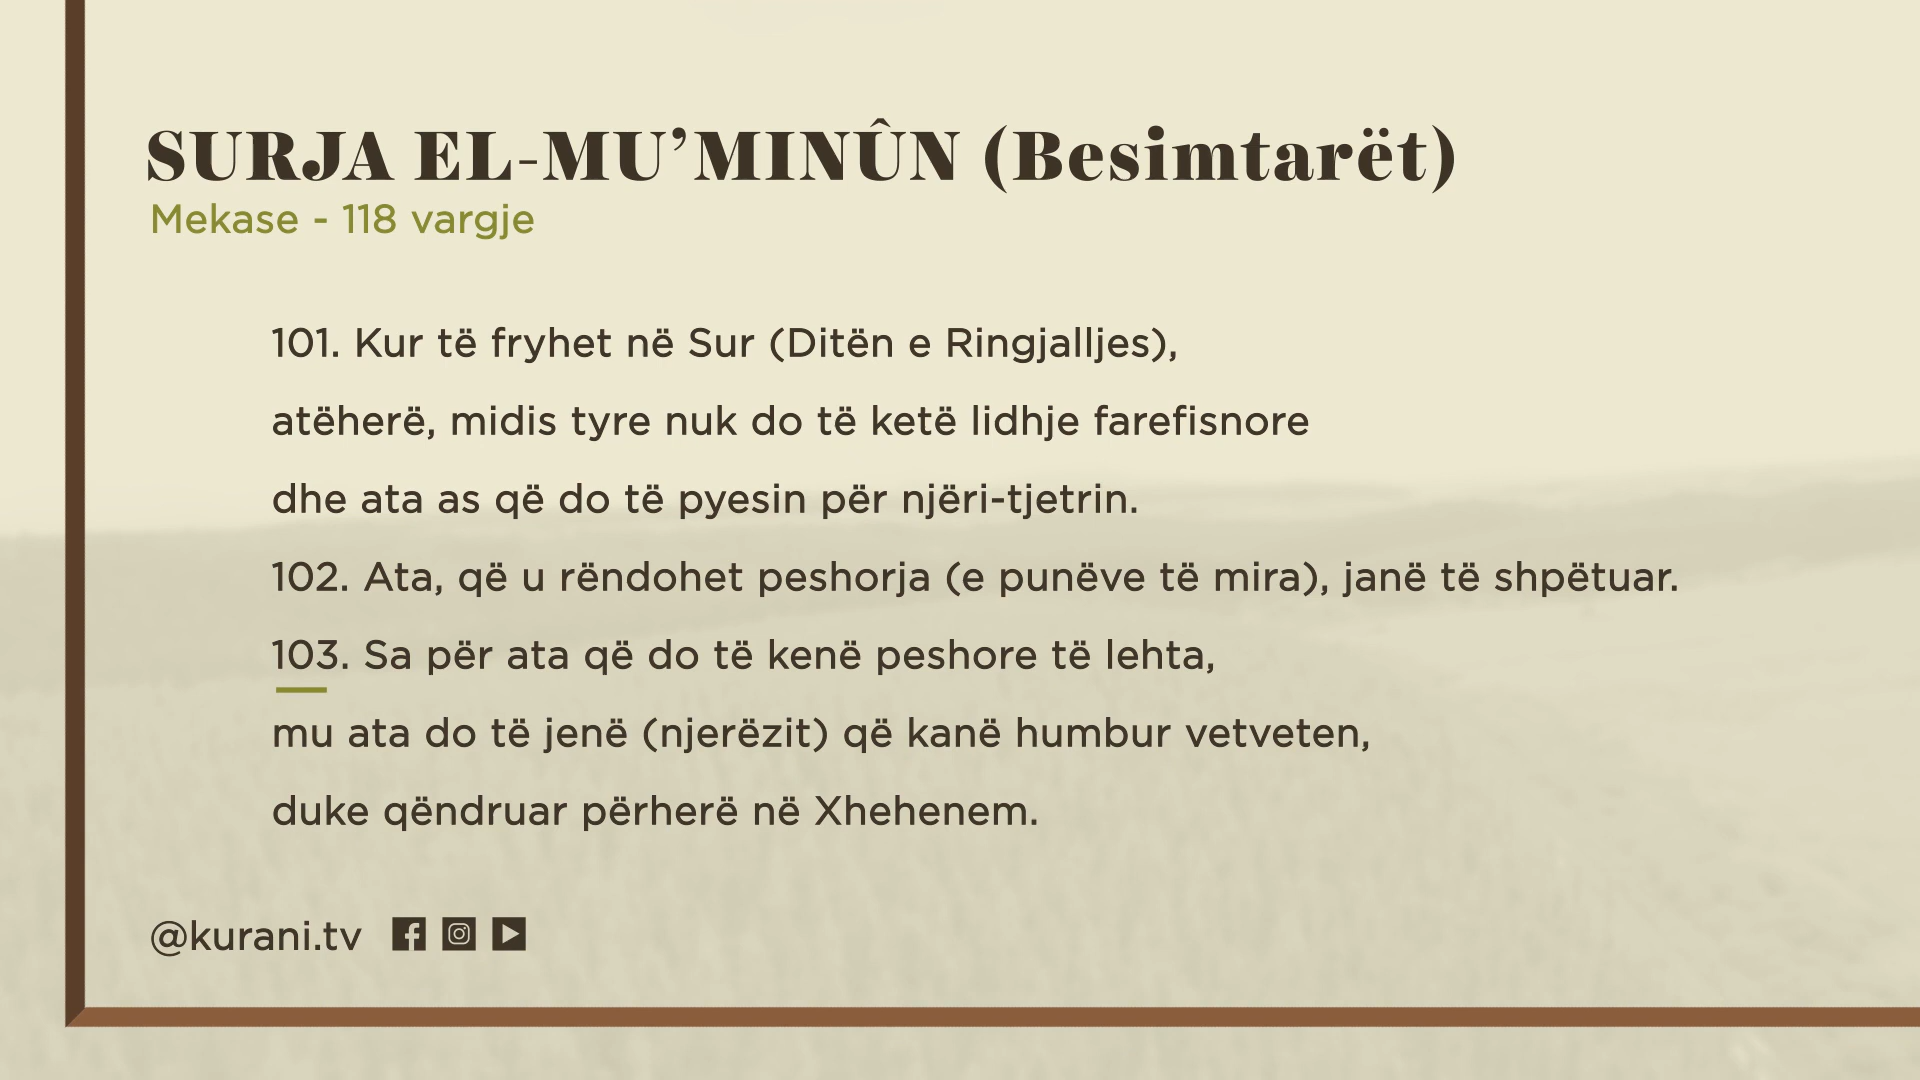 SURJA EL-MU’MINÛN (Besimtarët)
Mekase - 118 vargje
101. Kur të fryhet në Sur (Ditën e Ringjalljes),
atëherë, midis tyre nuk do të ketë lidhje farefisnore
dhe ata as që do të pyesin për njëri-tjetrin.
102. Ata, që u rëndohet peshorja (e punëve të mira), janë të shpëtuar.
103. Sa për ata që do të kenë peshore të lehta,
mu ata do të jenë (njerëzit) që kanë humbur vetveten,
duke qëndruar përherë në Xhehenem.
@kurani.tv